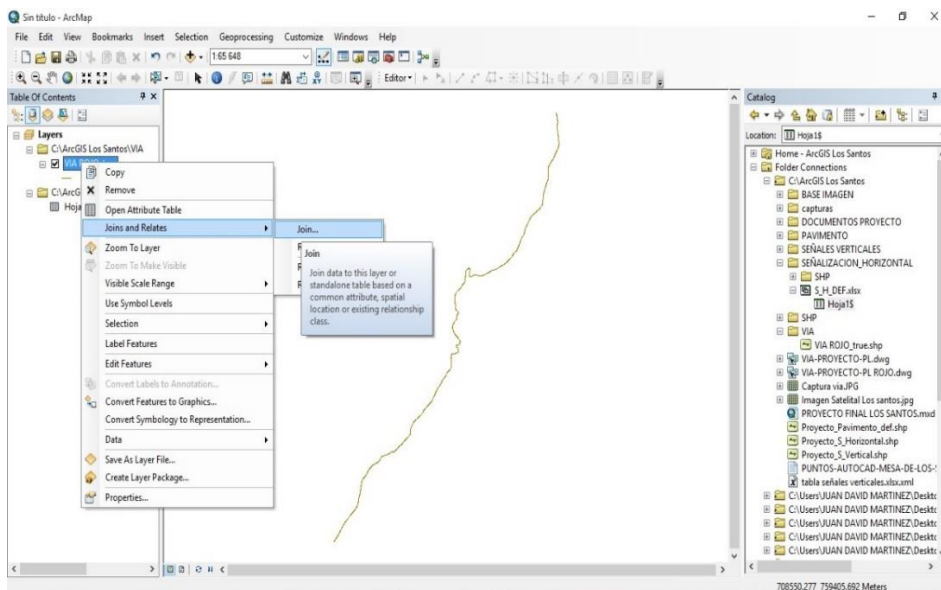 Sin título - ArcMap
File Edit View Bookmarks Insert Selection Geoprocessing Customize Windows Help
1:65 648
Editor
Table Of Contents
Layers
C:\ArcGIS Los Santos\VIA
VIA ROJO
C:\ArcG
Hoja
Copy
Remove
Open Attribute Table
Joins and Relates
Zoom To Layer
Zoom To Make Visible
Visible Scale Range
Use Symbol Levels
Selection
Label Features
Edit Features
Convert Labels to Annotation...
Convert Features to Graphics...
Convert Symbology to Representation...
Data
Save As Layer File...
Create Layer Package...
Properties...
Join...
Join
Join data to this layer or
standalone table based on a
common attribute, spatial
location or existing relationship
class.
Catalog
Location: Hoja1$
Home - ArcGIS Los Santos
Folder Connections
C:\ArcGIS Los Santos
BASE IMAGEN
capturas
DOCUMENTOS PROYECTO
PAVIMENTO
SEÑALES VERTICALES
SEÑALIZACION_HORIZONTAL
SHP
S_H_DEF.xlsx
Hoja1$
SHP
VIA
VIA ROJO_true.shp
VIA-PROYECTO-PL.dwg
VIA-PROYECTO-PL ROJO.dwg
Captura via.JPG
Imagen Satelital Los santos.jpg
PROYECTO FINAL LOS SANTOS.mxd
Proyecto_Pavimento_def.shp
Proyecto_S_Horizontal.shp
Proyecto_S_Vertical.shp
PUNTOS-AUTOCAD-MESA-DE-LOS-
tabla señales verticales.xlsx.xml
C:\Users\JUAN DAVID MARTINEZ\Deskto
C:\Users\JUAN DAVID MARTINEZ\Deskto
C:\Users\JUAN DAVID MARTINEZ\Deskto
C:\Users\JUAN DAVID MARTINEZ\Deskto
C:\Users\JUAN DAVID MARTINEZ\Deskto
708550,277 759405,692 Meters